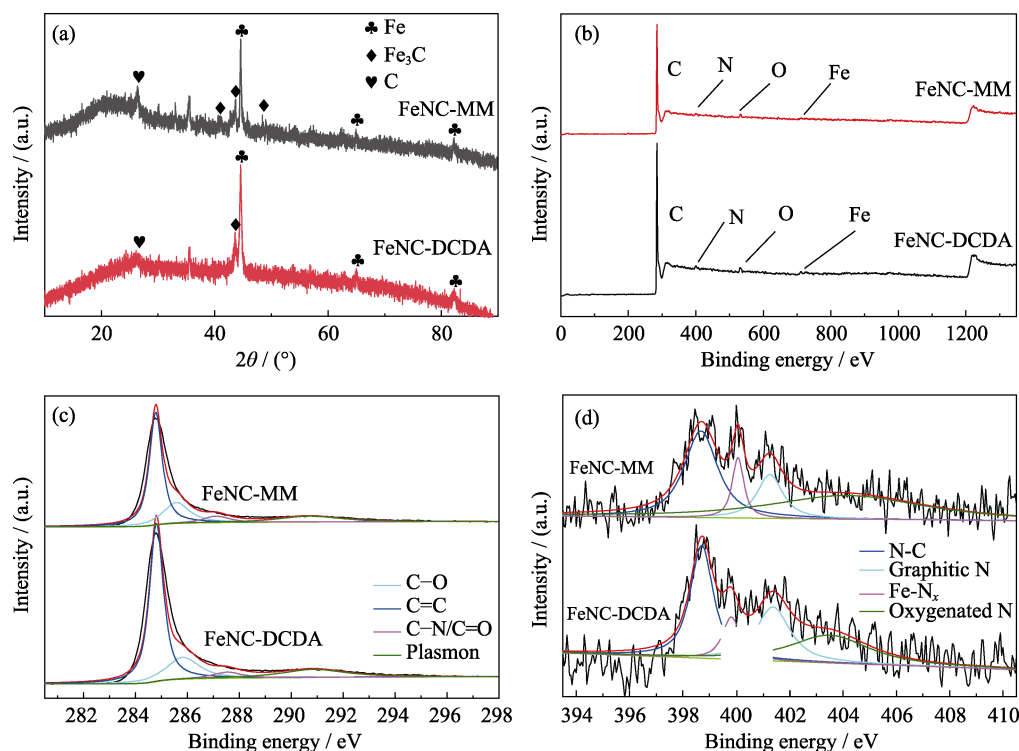 (a)
♣ Fe
♦ Fe₃C
♥ C
FeNC-MM
FeNC-DCDA
Intensity / (a.u.)
20 40 60 80
2θ / (°)
(b)
C N O Fe
FeNC-MM
C N O Fe
FeNC-DCDA
Intensity / (a.u.)
0 200 400 600 800 1000 1200
Binding energy / eV
(c)
FeNC-MM
FeNC-DCDA
C−O
C=C
C−N/C=O
Plasmon
Intensity / (a.u.)
282 284 286 288 290 292 294 296 298
Binding energy / eV
(d)
FeNC-MM
N-C
Graphitic N
Fe-Nₓ
Oxygenated N
FeNC-DCDA
Intensity / (a.u.)
394 396 398 400 402 404 406 408 410
Binding energy / eV